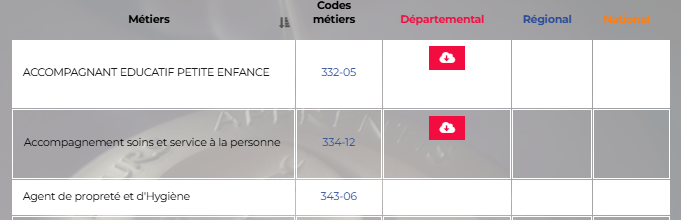 Métiers
Codes métiers
Départemental
Régional
National
ACCOMPAGNANT EDUCATIF PETITE ENFANCE
332-05
Accompagnement soins et service à la personne
334-12
Agent de propreté et d'Hygiène
343-06